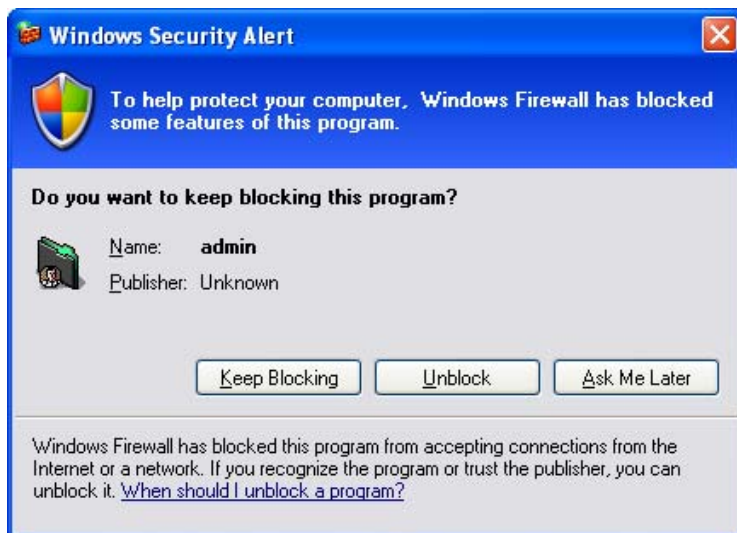 Windows Security Alert
To help protect your computer, Windows Firewall has blocked
some features of this program.
Do you want to keep blocking this program?
Name: admin
Publisher: Unknown
Keep Blocking Unblock Ask Me Later
Windows Firewall has blocked this program from accepting connections from the
Internet or a network. If you recognize the program or trust the publisher, you can
unblock it. When should I unblock a program?